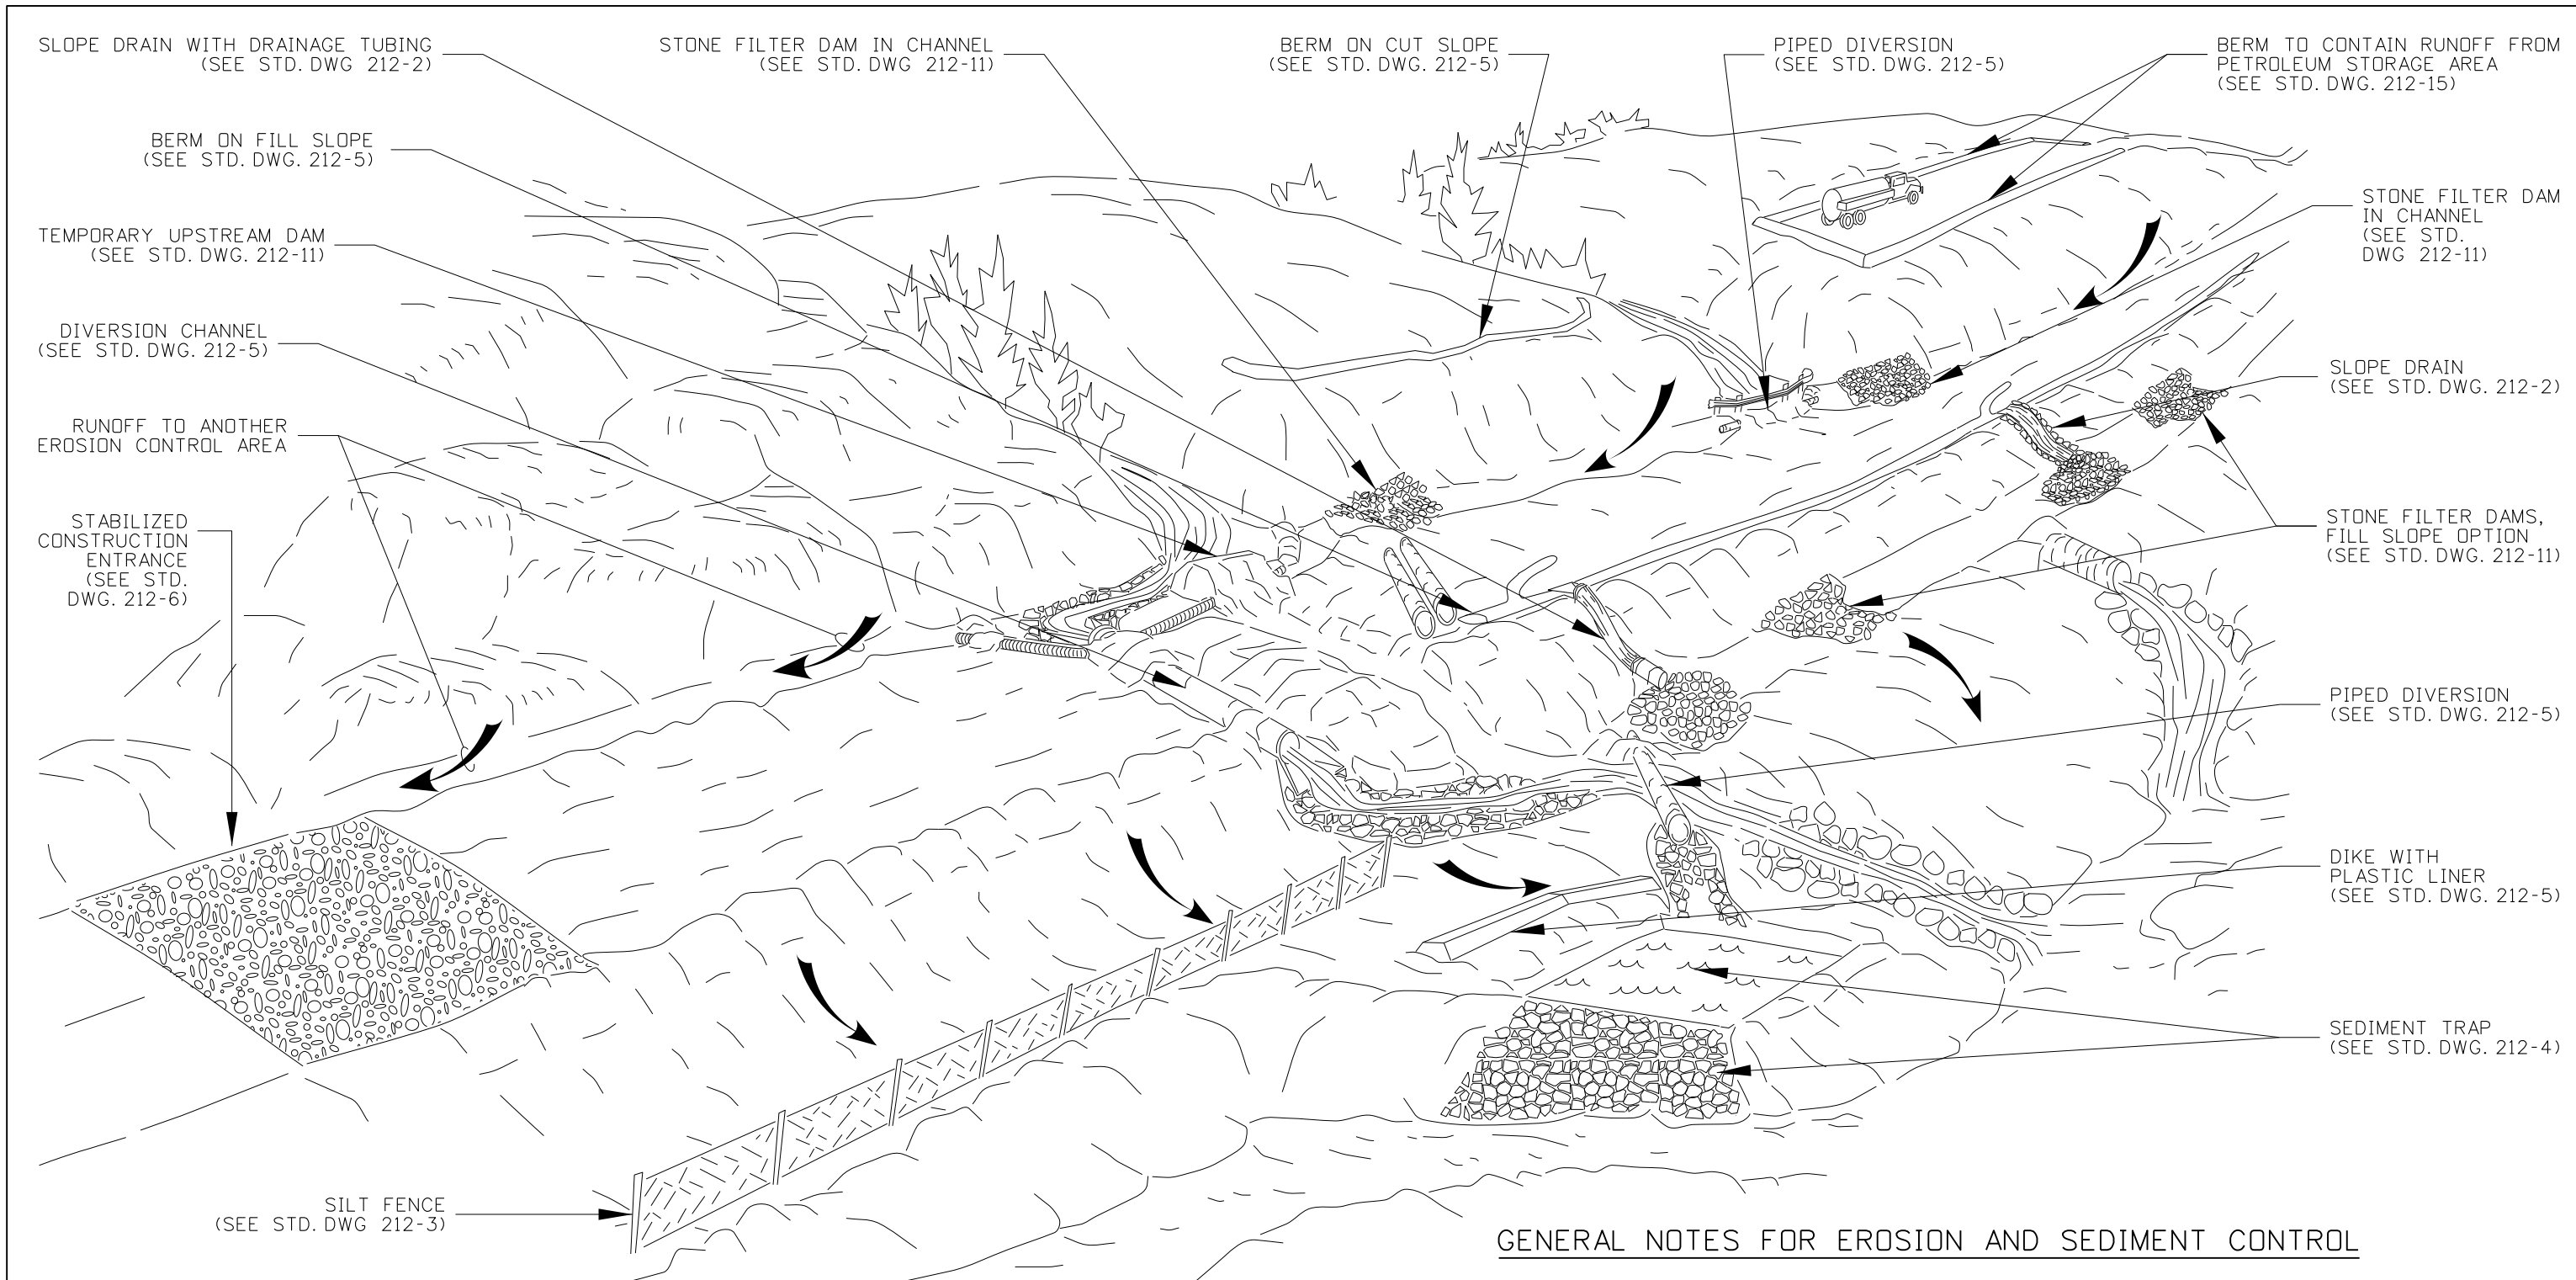 SLOPE DRAIN WITH DRAINAGE TUBING
(SEE STD. DWG 212-2)
STONE FILTER DAM IN CHANNEL
(SEE STD. DWG 212-11)
BERM ON CUT SLOPE
(SEE STD. DWG. 212-5)
PIPED DIVERSION
(SEE STD. DWG. 212-5)
BERM TO CONTAIN RUNOFF FROM
PETROLEUM STORAGE AREA
(SEE STD. DWG. 212-15)
BERM ON FILL SLOPE
(SEE STD. DWG. 212-5)
STONE FILTER DAM
IN CHANNEL
(SEE STD.
DWG 212-11)
TEMPORARY UPSTREAM DAM
(SEE STD. DWG. 212-11)
DIVERSION CHANNEL
(SEE STD. DWG. 212-5)
SLOPE DRAIN
(SEE STD. DWG. 212-2)
RUNOFF TO ANOTHER
EROSION CONTROL AREA
STABILIZED
CONSTRUCTION
ENTRANCE
(SEE STD.
DWG. 212-6)
STONE FILTER DAMS,
FILL SLOPE OPTION
(SEE STD. DWG. 212-11)
PIPED DIVERSION
(SEE STD. DWG. 212-5)
DIKE WITH
PLASTIC LINER
(SEE STD. DWG. 212-5)
SEDIMENT TRAP
(SEE STD. DWG. 212-4)
SILT FENCE
(SEE STD. DWG 212-3)
GENERAL NOTES FOR EROSION AND SEDIMENT CONTROL